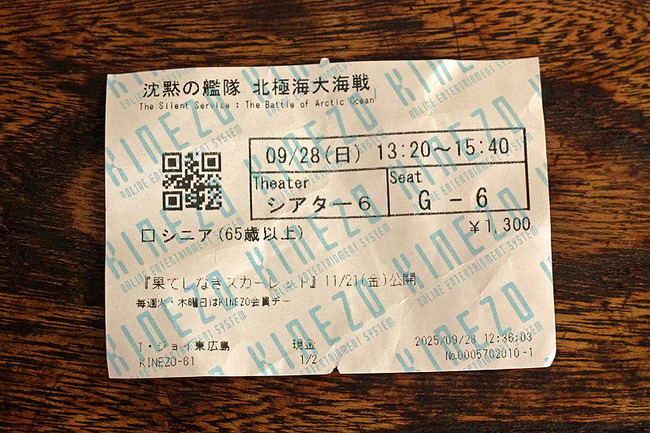 沈黙の艦隊 北極海大海戦
The Silent Service : The Battle of Arctic Ocean
09/28(日) 13:20～15:40
Theater
シアター6
Seat
G - 6
¥1,300
□シニア(65歳以上)
『果てしなきスカーレット』11/21(金)公開
毎週火・木曜日はKINEZO会員デー
T・ジョイ東広島
現金
2025/09/28 12:36:03
KINEZO-61
1/2
No.0005702010-1
KINEZO
ONLINE ENTERTAINMENT SYSTEM